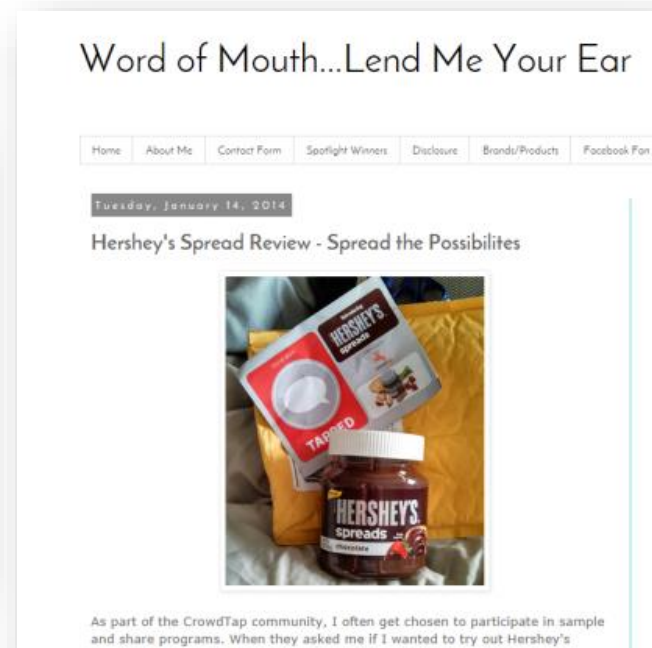 Word of Mouth...Lend Me Your Ear
Home About Me Contact Form Spotlight Winners Disclosure Brands/Products Facebook Fan
Tuesday, January 14, 2014
Hershey's Spread Review - Spread the Possibilites
HERSHEY'S
spreads
TAPPED
HERSHEY'S
spreads
chocolate
As part of the CrowdTap community, I often get chosen to participate in sample
and share programs. When they asked me if I wanted to try out Hershey's